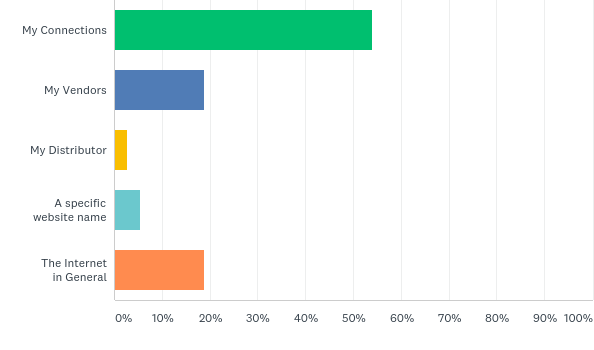 My Connections
My Vendors
My Distributor
A specific
website name
The Internet
in General
0% 10% 20% 30% 40% 50% 60% 70% 80% 90% 100%